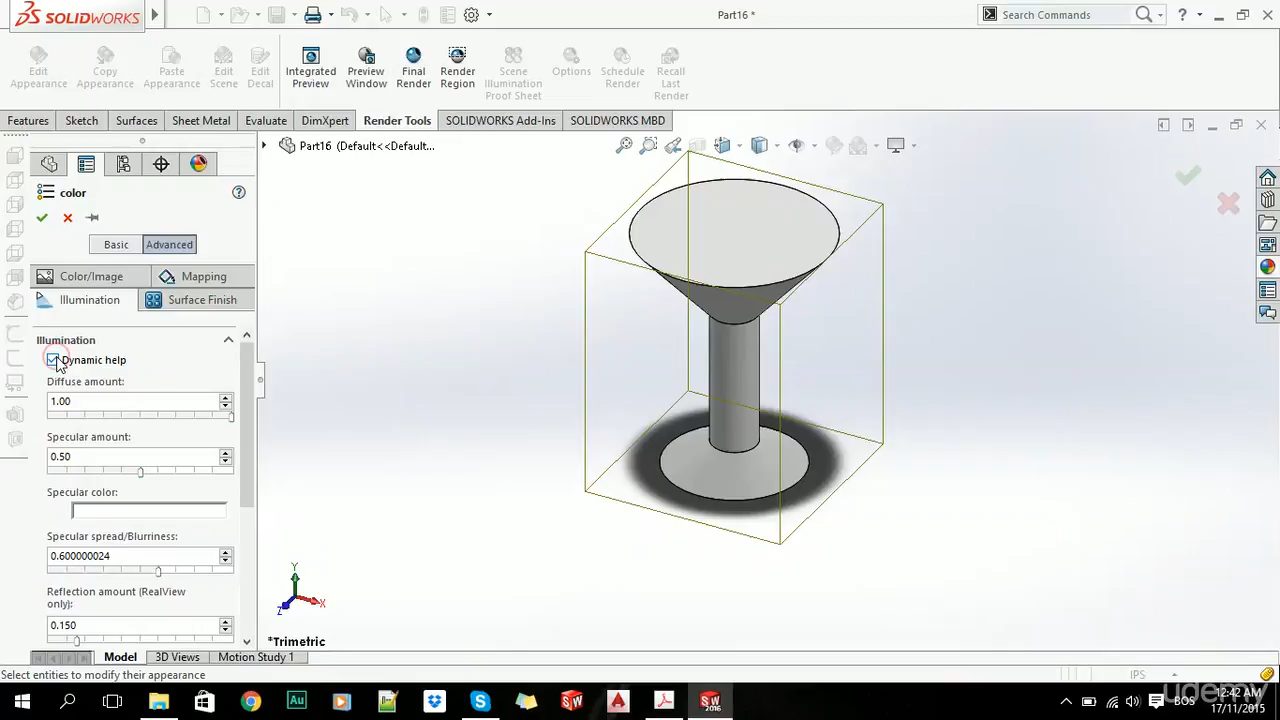 SOLIDWORKS
Part16 *
Search Commands
?
Edit Appearance
Copy Appearance
Paste Appearance
Edit Scene
Edit Decal
Integrated Preview
Preview Window
Final Render
Render Region
Scene Illumination Proof Sheet
Options
Schedule Render
Recall Last Render
Features
Sketch
Surfaces
Sheet Metal
Evaluate
DimXpert
Render Tools
SOLIDWORKS Add-Ins
SOLIDWORKS MBD
Part16 (Default<<Default...
color
?
Basic
Advanced
Color/Image
Mapping
Illumination
Surface Finish
Illumination
Dynamic help
Diffuse amount:
1.00
Specular amount:
0.50
Specular color:
Specular spread/Blurriness:
0.600000024
Reflection amount (RealView
only):
0.150
Y
X
Z
*Trimetric
Model
3D Views
Motion Study 1
Select entities to modify their appearance
IPS
Au
SW
SW
2016
BOS
12:42 AM
17/11/2015
udemy